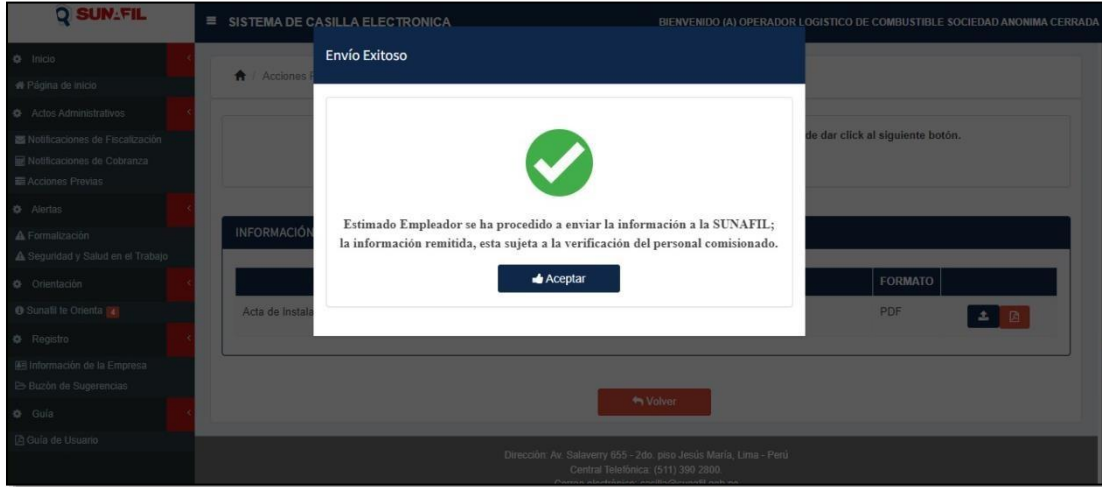 SUNAFIL
SISTEMA DE CASILLA ELECTRONICA
BIENVENIDO (A) OPERADOR LOGISTICO DE COMBUSTIBLE SOCIEDAD ANONIMA CERRADA
Inicio
Página de inicio
Actos Administrativos
Notificaciones de Fiscalización
Notificaciones de Cobranza
Acciones Previas
Alertas
Formalización
Seguridad y Salud en el Trabajo
Orientación
Sunafil te Orienta 4
Registro
Información de la Empresa
Buzón de Sugerencias
Guía
Guía de Usuario
/ Acciones
de dar click al siguiente botón.
Envío Exitoso
Estimado Empleador se ha procedido a enviar la información a la SUNAFIL;
la información remitida, esta sujeta a la verificación del personal comisionado.
Aceptar
INFORMACIÓN
FORMATO
Acta de Instala
PDF
Volver
Dirección: Av. Salaverry 655 - 2do. piso Jesús María, Lima - Perú
Central Telefónica: (511) 390 2800.